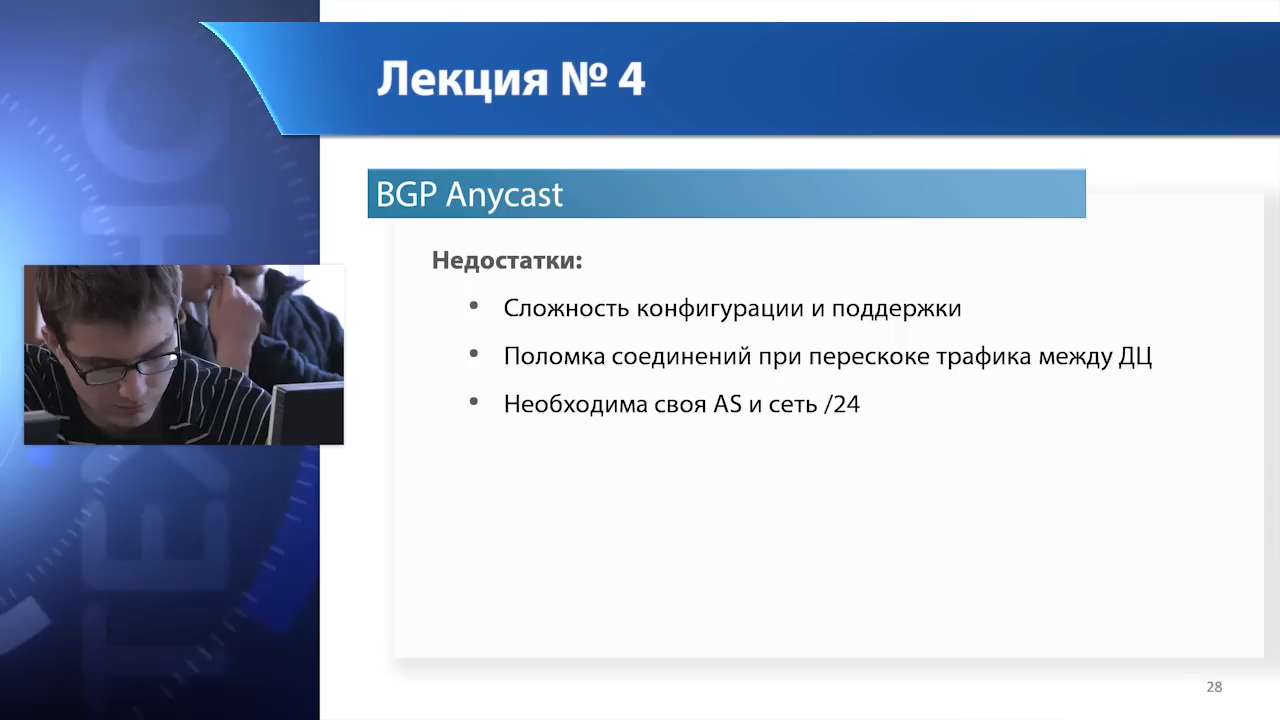 Лекция № 4
BGP Anycast
Недостатки:
• Сложность конфигурации и поддержки
• Поломка соединений при перескоке трафика между ДЦ
• Необходима своя AS и сеть /24
28